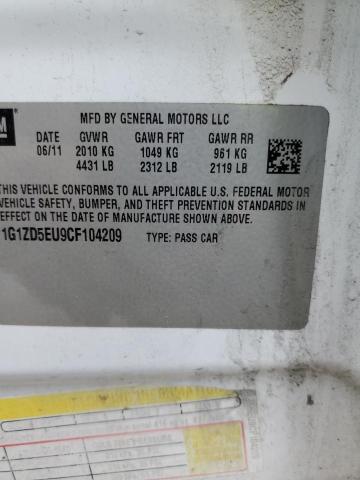 GM
MFD BY GENERAL MOTORS LLC
DATE GVWR GAWR FRT GAWR RR
06/11 2010 KG 1049 KG 961 KG
4431 LB 2312 LB 2119 LB
THIS VEHICLE CONFORMS TO ALL APPLICABLE U.S. FEDERAL MOTOR
VEHICLE SAFETY, BUMPER, AND THEFT PREVENTION STANDARDS
IN EFFECT ON THE DATE OF MANUFACTURE SHOWN ABOVE.
1G1ZD5EU9CF104209 TYPE: PASS CAR